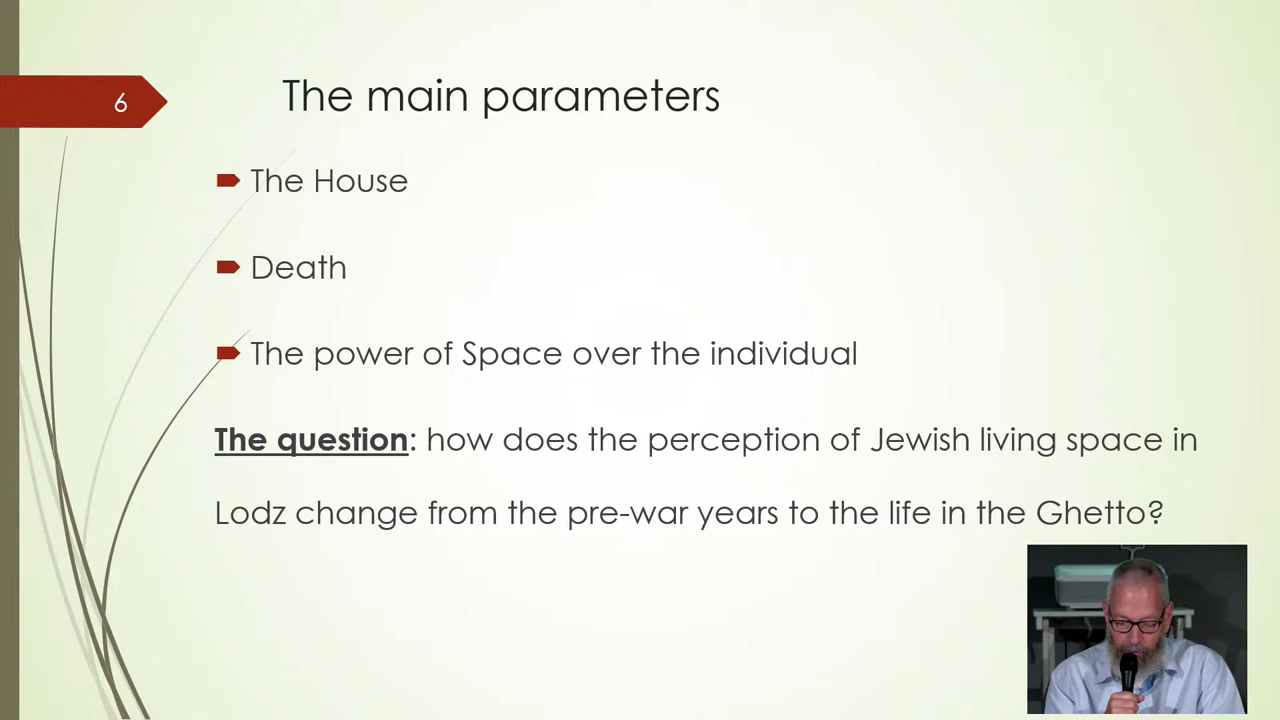 6
The main parameters
The House
Death
The power of Space over the individual
The question: how does the perception of Jewish living space in
Lodz change from the pre-war years to the life in the Ghetto?